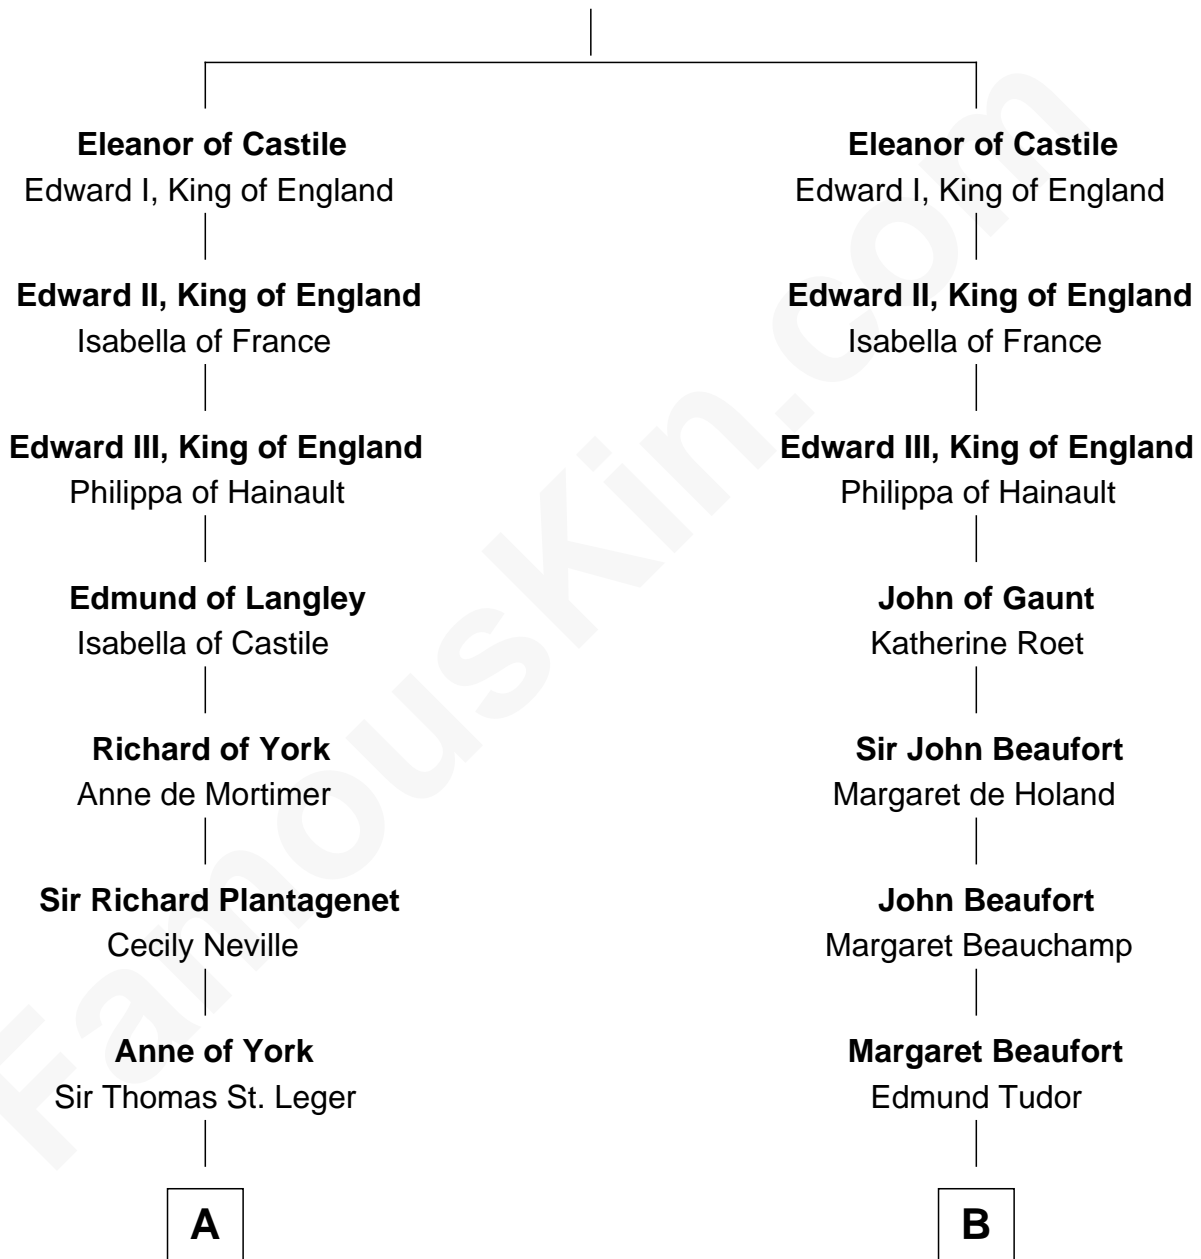 Eleanor of Castile
Edward I, King of England
Edward II, King of England
Isabella of France
Edward III, King of England
Philippa of Hainault
Edmund of Langley
Isabella of Castile
Richard of York
Anne de Mortimer
Sir Richard Plantagenet
Cecily Neville
Anne of York
Sir Thomas St. Leger
A
Eleanor of Castile
Edward I, King of England
Edward II, King of England
Isabella of France
Edward III, King of England
Philippa of Hainault
John of Gaunt
Katherine Roet
Sir John Beaufort
Margaret de Holand
John Beaufort
Margaret Beauchamp
Margaret Beaufort
Edmund Tudor
B
FamousKin.com